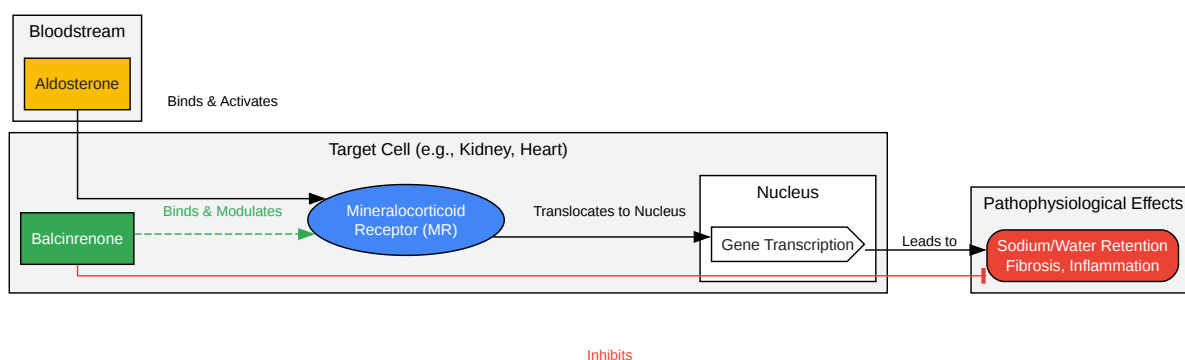 Bloodstream
Aldosterone
Binds & Activates
Target Cell (e.g., Kidney, Heart)
Balcinrenone
Binds & Modulates
Mineralocorticoid
Receptor (MR)
Translocates to Nucleus
Nucleus
Gene Transcription
Leads to
Pathophysiological Effects
Sodium/Water Retention
Fibrosis, Inflammation
Inhibits